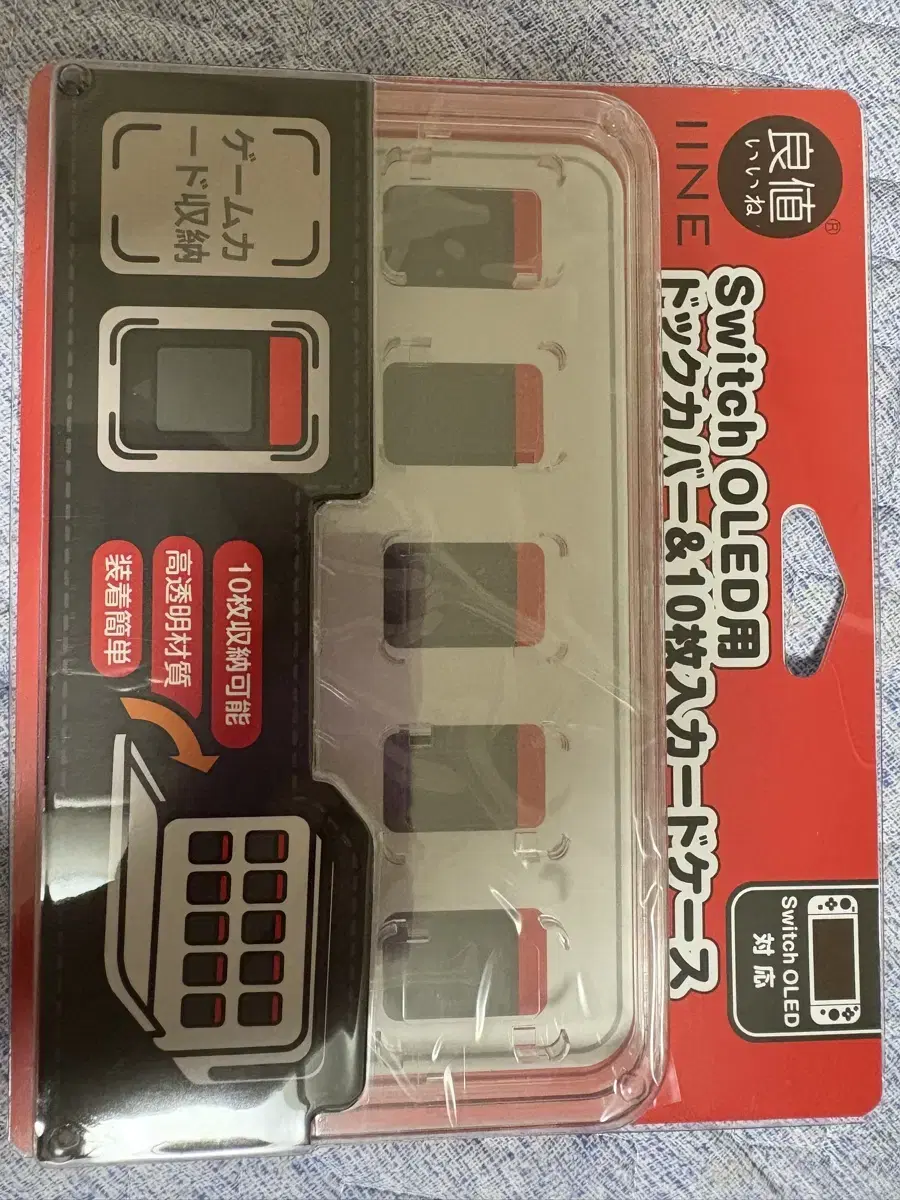 良値
いいね
®
IINE
Switch OLED用
ドックカバー&10枚入カードケース
Switch OLED
対応
ゲームカ
ード収納
10枚収納可能
高透明材質
装着簡単